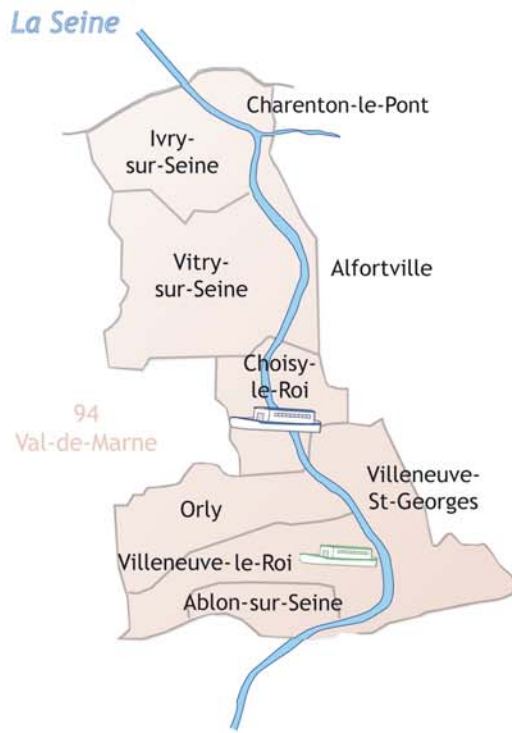 La Seine
Charenton-le-Pont
Ivry-
sur-Seine
Vitry-
sur-Seine
Alfortville
Choisy-
le-Roi
94
Val-de-Marne
Villeneuve-
St-Georges
Orly
Villeneuve-le-Roi
Ablon-sur-Seine